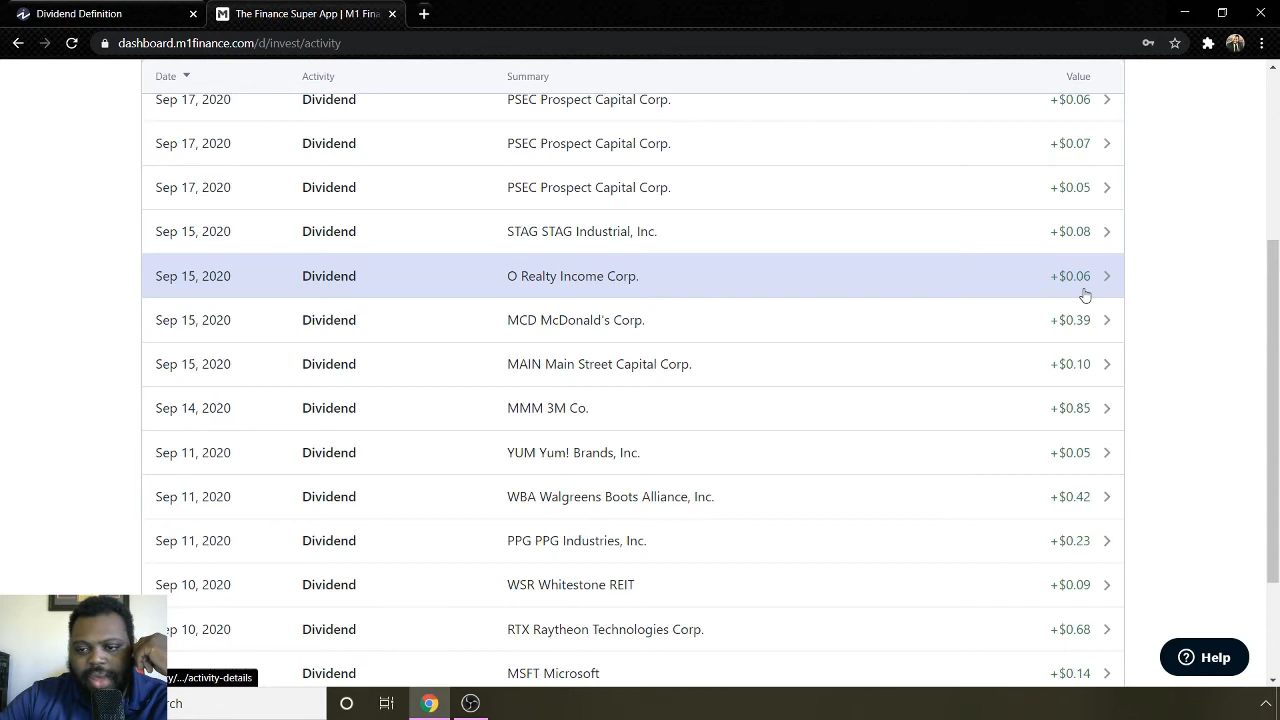 Dividend Definition
The Finance Super App | M1 Fina
dashboard.m1finance.com/d/invest/activity
Date Activity Summary Value
Sep 17, 2020 Dividend PSEC Prospect Capital Corp. +$0.06
Sep 17, 2020 Dividend PSEC Prospect Capital Corp. +$0.07
Sep 17, 2020 Dividend PSEC Prospect Capital Corp. +$0.05
Sep 15, 2020 Dividend STAG STAG Industrial, Inc. +$0.08
Sep 15, 2020 Dividend O Realty Income Corp. +$0.06
Sep 15, 2020 Dividend MCD McDonald's Corp. +$0.39
Sep 15, 2020 Dividend MAIN Main Street Capital Corp. +$0.10
Sep 14, 2020 Dividend MMM 3M Co. +$0.85
Sep 11, 2020 Dividend YUM Yum! Brands, Inc. +$0.05
Sep 11, 2020 Dividend WBA Walgreens Boots Alliance, Inc. +$0.42
Sep 11, 2020 Dividend PPG PPG Industries, Inc. +$0.23
Sep 10, 2020 Dividend WSR Whitestone REIT +$0.09
10, 2020 Dividend RTX Raytheon Technologies Corp. +$0.68
Dividend MSFT Microsoft +$0.14
Help
y/.../activity-details
rch